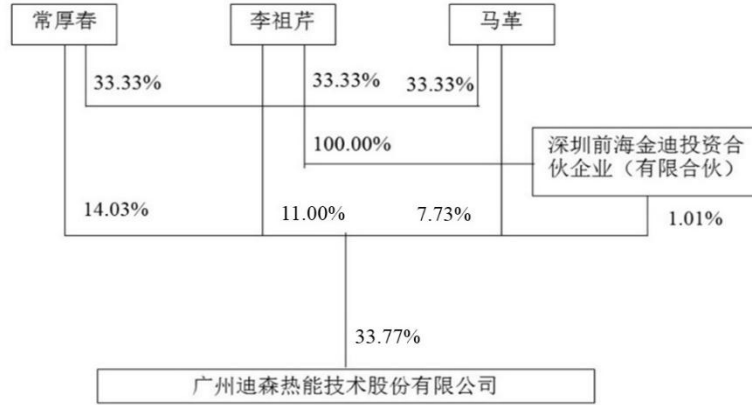 常厚春
李祖芹
马革
33.33%
33.33%
33.33%
100.00%
深圳前海金迪投资合
伙企业（有限合伙）
14.03%
11.00%
7.73%
1.01%
33.77%
广州迪森热能技术股份有限公司